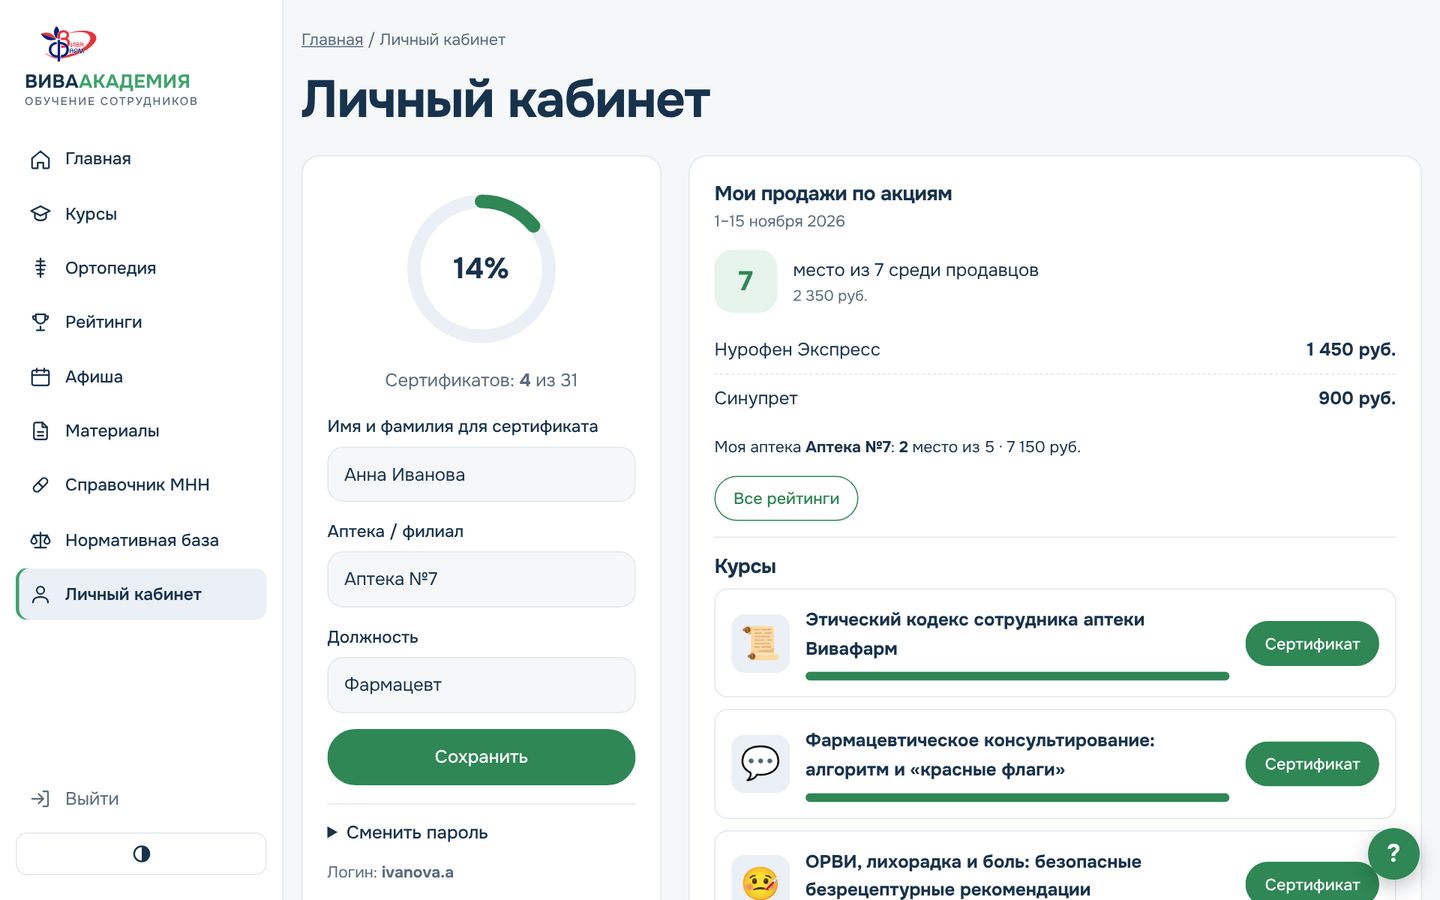 ВИВА
ФАРМ
ВИВААКАДЕМИЯ
ОБУЧЕНИЕ СОТРУДНИКОВ
Главная
Курсы
Ортопедия
Рейтинги
Афиша
Материалы
Справочник МНН
Нормативная база
Личный кабинет
Выйти
Главная / Личный кабинет
Личный кабинет
14%
Сертификатов: 4 из 31
Имя и фамилия для сертификата
Анна Иванова
Аптека / филиал
Аптека №7
Должность
Фармацевт
Сохранить
Сменить пароль
Логин: ivanova.a
Мои продажи по акциям
1–15 ноября 2026
7
место из 7 среди продавцов
2 350 руб.
Нурофен Экспресс 1 450 руб.
Синупрет 900 руб.
Моя аптека Аптека №7: 2 место из 5 · 7 150 руб.
Все рейтинги
Курсы
Этический кодекс сотрудника аптеки
Вивафарм
Сертификат
Фармацевтическое консультирование:
алгоритм и «красные флаги»
Сертификат
ОРВИ, лихорадка и боль: безопасные
безрецептурные рекомендации
Сертификат
?